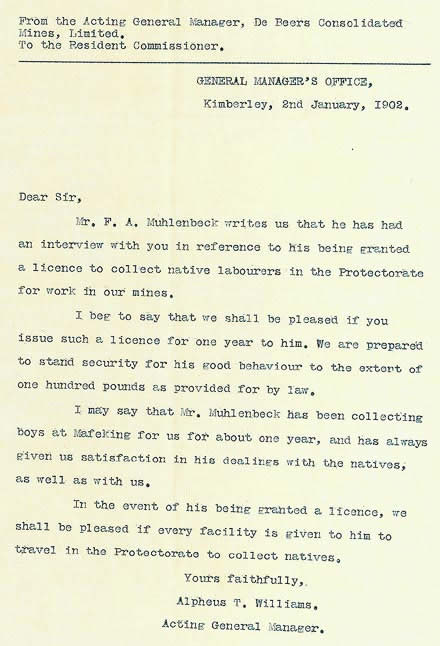 From the Acting General Manager, De Beers Consolidated
Mines, Limited.
To the Resident Commissioner.
GENERAL MANAGER'S OFFICE,
Kimberley, 2nd January, 1902.
Dear Sir,
Mr. F. A. Muhlenbeck writes us that he has had
an interview with you in reference to his being granted
a licence to collect native labourers in the Protectorate
for work in our mines.
I beg to say that we shall be pleased if you
issue such a licence for one year to him. We are prepared
to stand security for his good behaviour to the extent of
one hundred pounds as provided for by law.
I may say that Mr. Muhlenbeck has been collecting
boys at Mafeking for us for about one year, and has always
given us satisfaction in his dealings with the natives,
as well as with us.
In the event of his being granted a licence, we
shall be pleased if every facility is given to him to
travel in the Protectorate to collect natives.
Yours faithfully,
Alpheus T. Williams.
Acting General Manager.